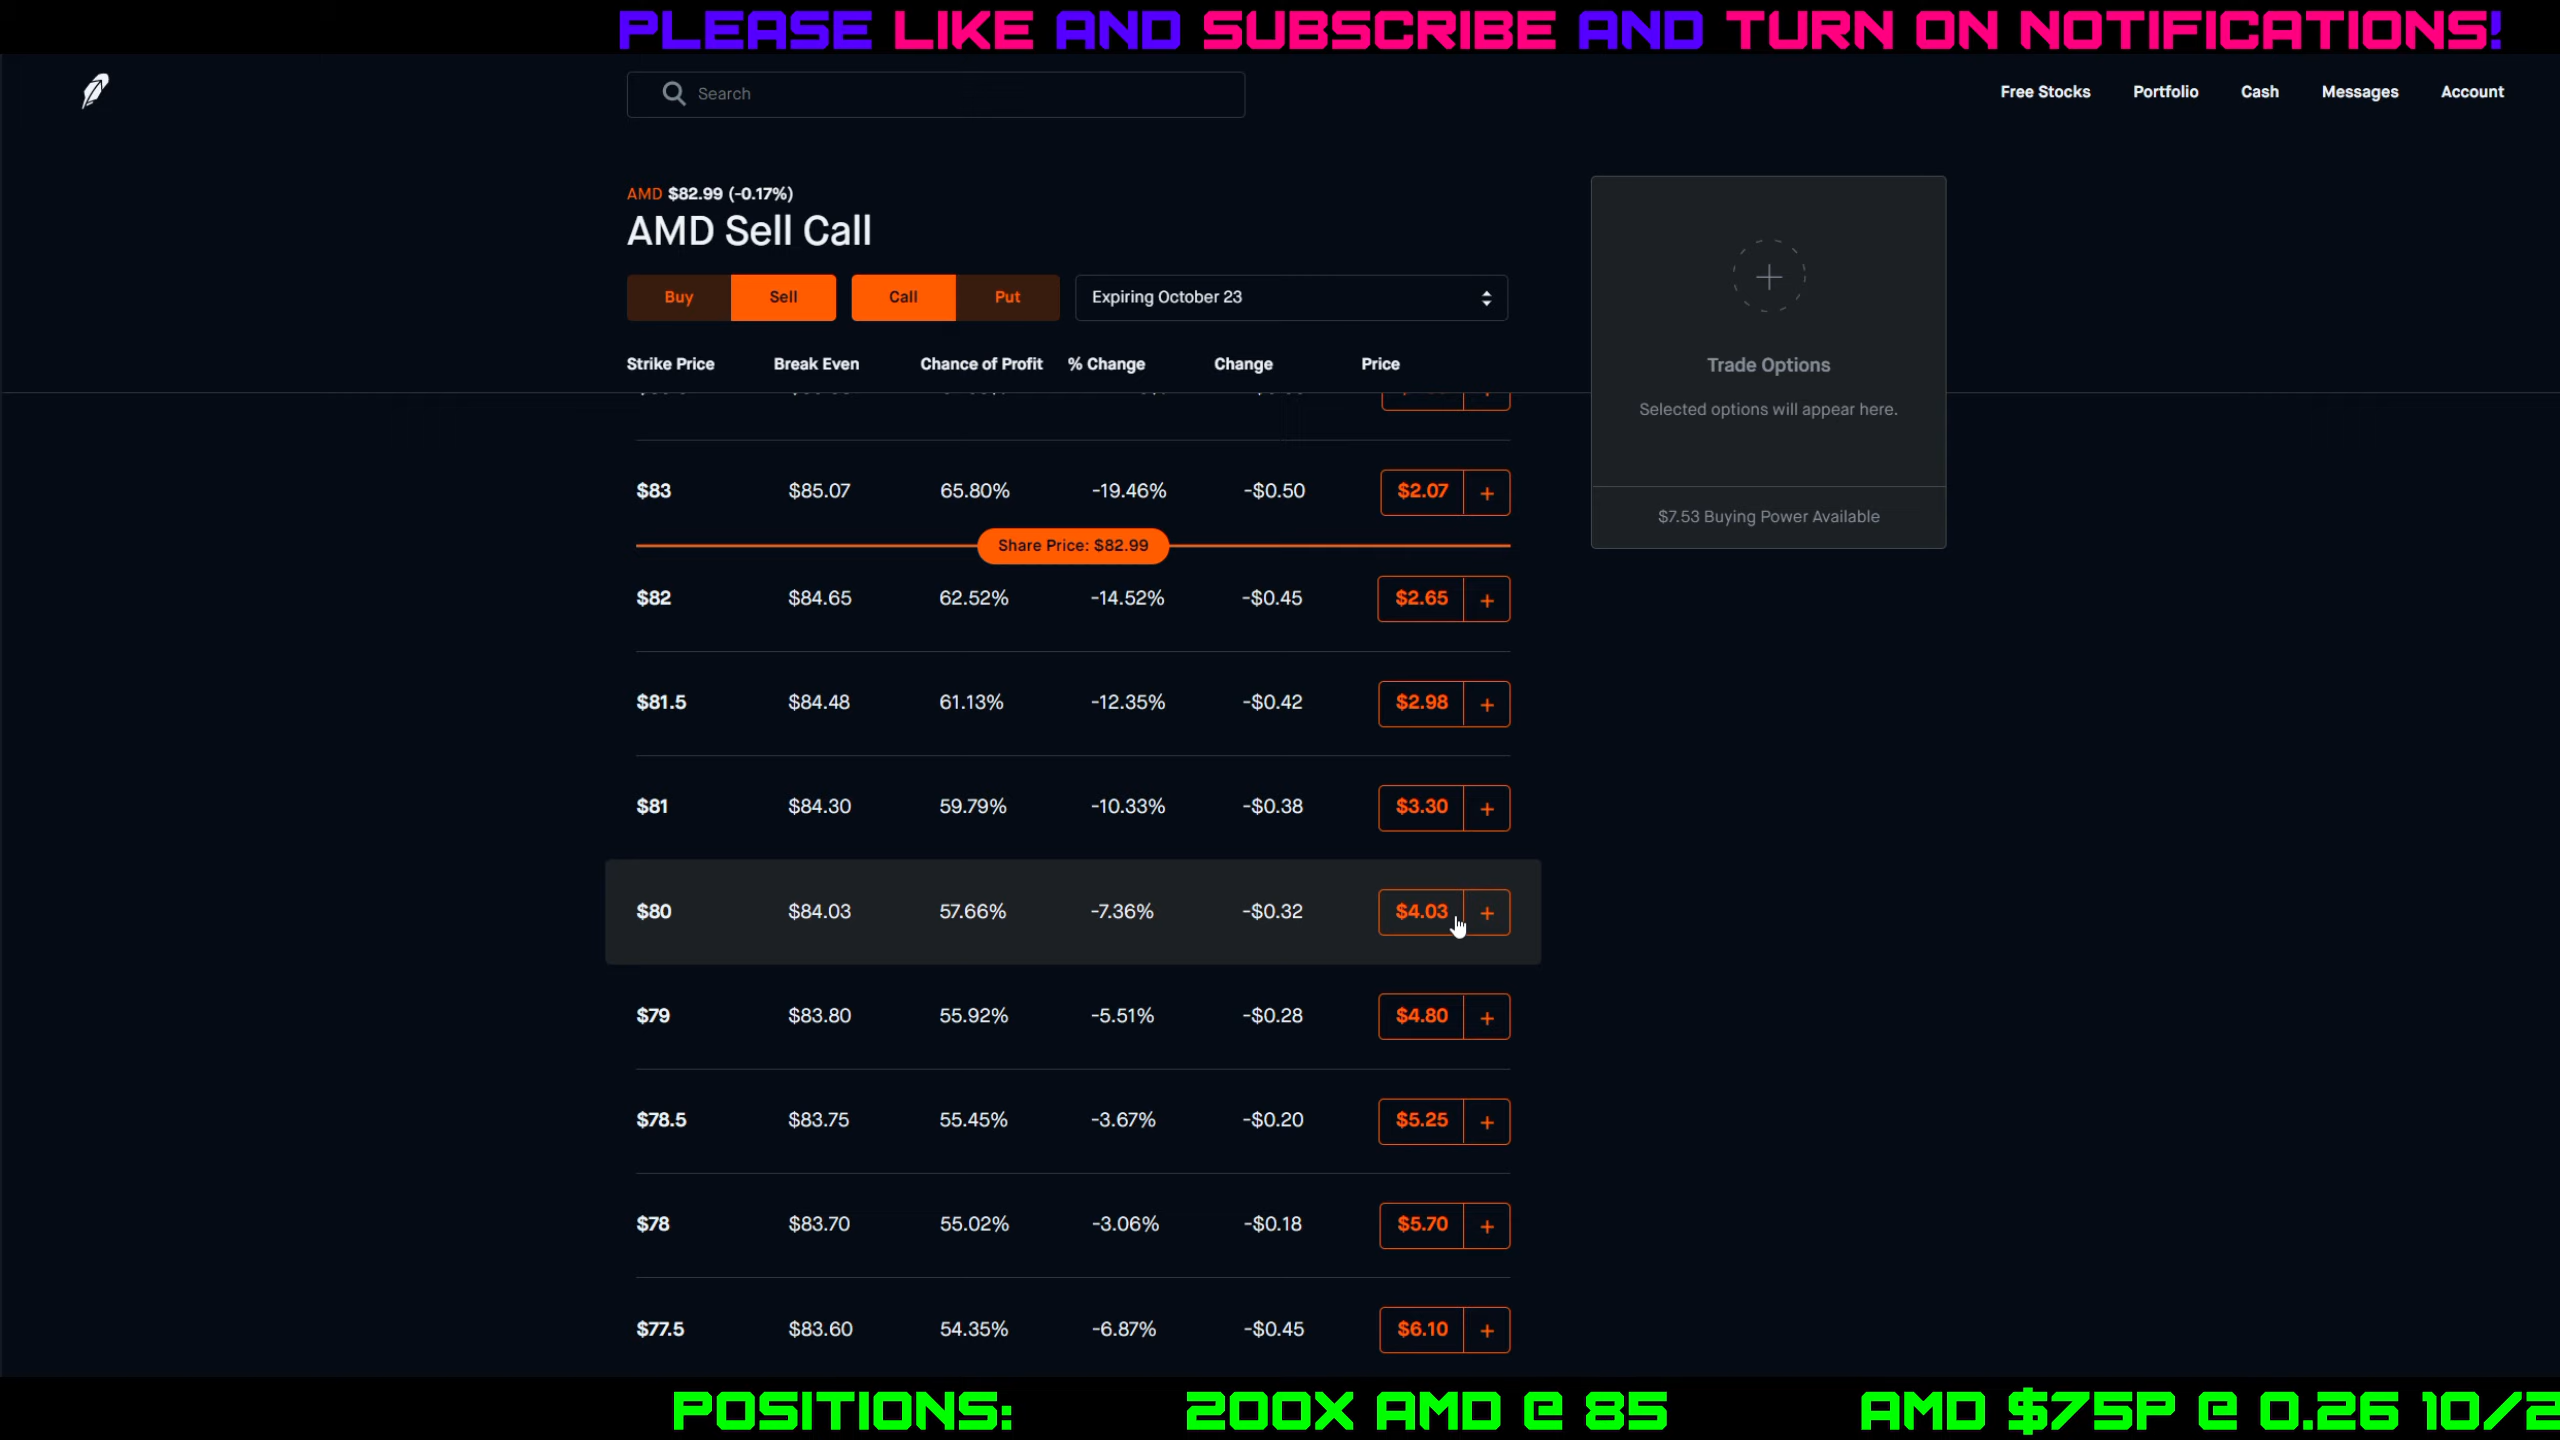 PLEASE LIKE AND SUBSCRIBE AND TURN ON NOTIFICATIONS!
Search
Free Stocks Portfolio Cash Messages Account
AMD $82.99 (-0.17%)
AMD Sell Call
Buy Sell Call Put Expiring October 23
Strike Price Break Even Chance of Profit % Change Change Price
$83 $85.07 65.80% -19.46% -$0.50 $2.07 +
Share Price: $82.99
$82 $84.65 62.52% -14.52% -$0.45 $2.65 +
$81.5 $84.48 61.13% -12.35% -$0.42 $2.98 +
$81 $84.30 59.79% -10.33% -$0.38 $3.30 +
$80 $84.03 57.66% -7.36% -$0.32 $4.03 +
$79 $83.80 55.92% -5.51% -$0.28 $4.80 +
$78.5 $83.75 55.45% -3.67% -$0.20 $5.25 +
$78 $83.70 55.02% -3.06% -$0.18 $5.70 +
$77.5 $83.60 54.35% -6.87% -$0.45 $6.10 +
Trade Options
Selected options will appear here.
$7.53 Buying Power Available
POSITIONS: 200X AMD @ 85 AMD $75P @ 0.26 10/2